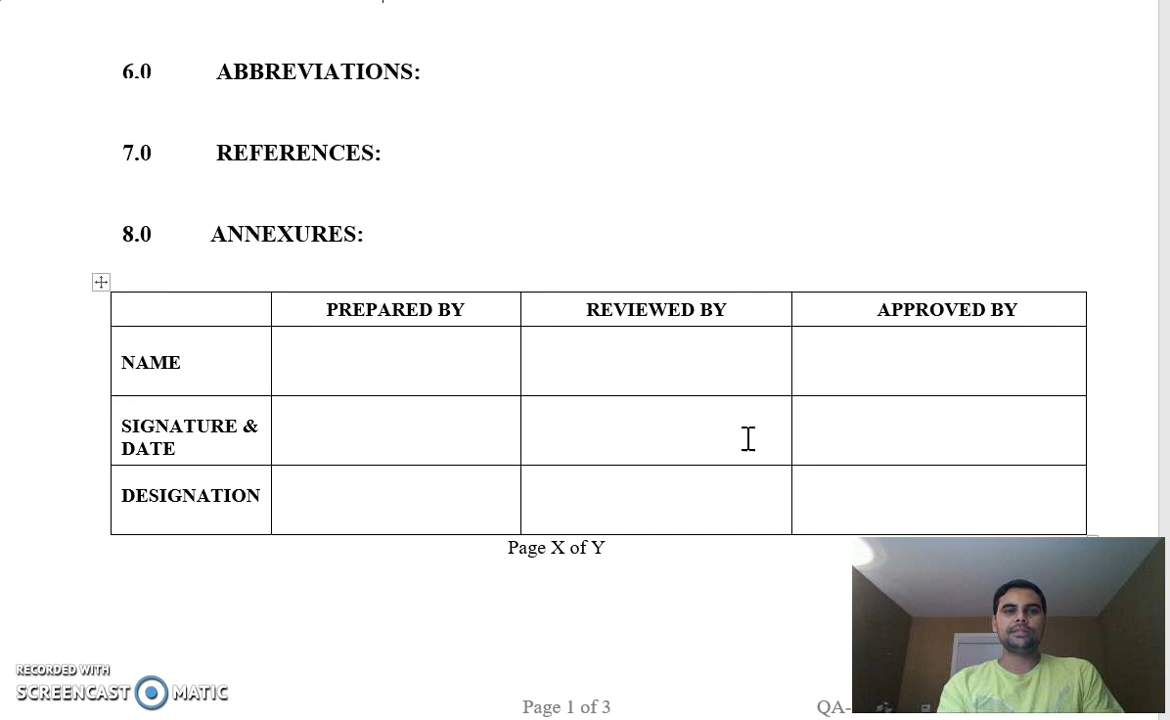 6.0 ABBREVIATIONS:
7.0 REFERENCES:
8.0 ANNEXURES:
PREPARED BY REVIEWED BY APPROVED BY
NAME
SIGNATURE &
DATE
DESIGNATION
Page X of Y
RECORDED WITH
SCREENCAST MATIC
Page 1 of 3 QA-